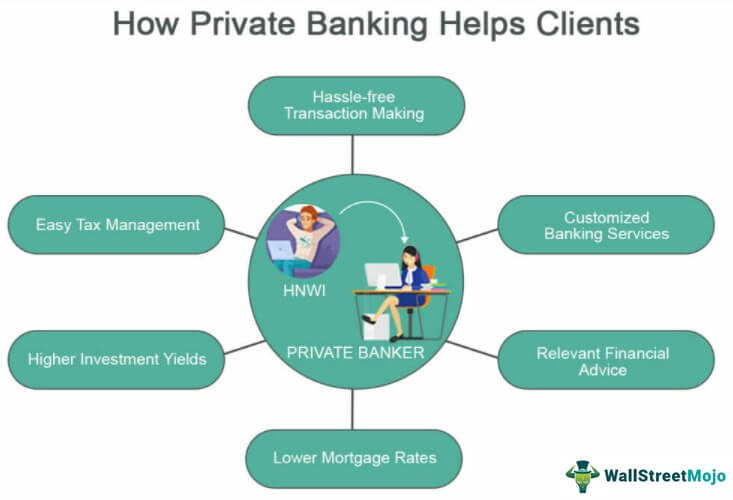 How Private Banking Helps Clients
Hassle-free
Transaction Making
Easy Tax Management
Customized
Banking Services
HNWI
PRIVATE BANKER
Higher Investment Yields
Relevant Financial
Advice
Lower Mortgage Rates
WallStreetMojo